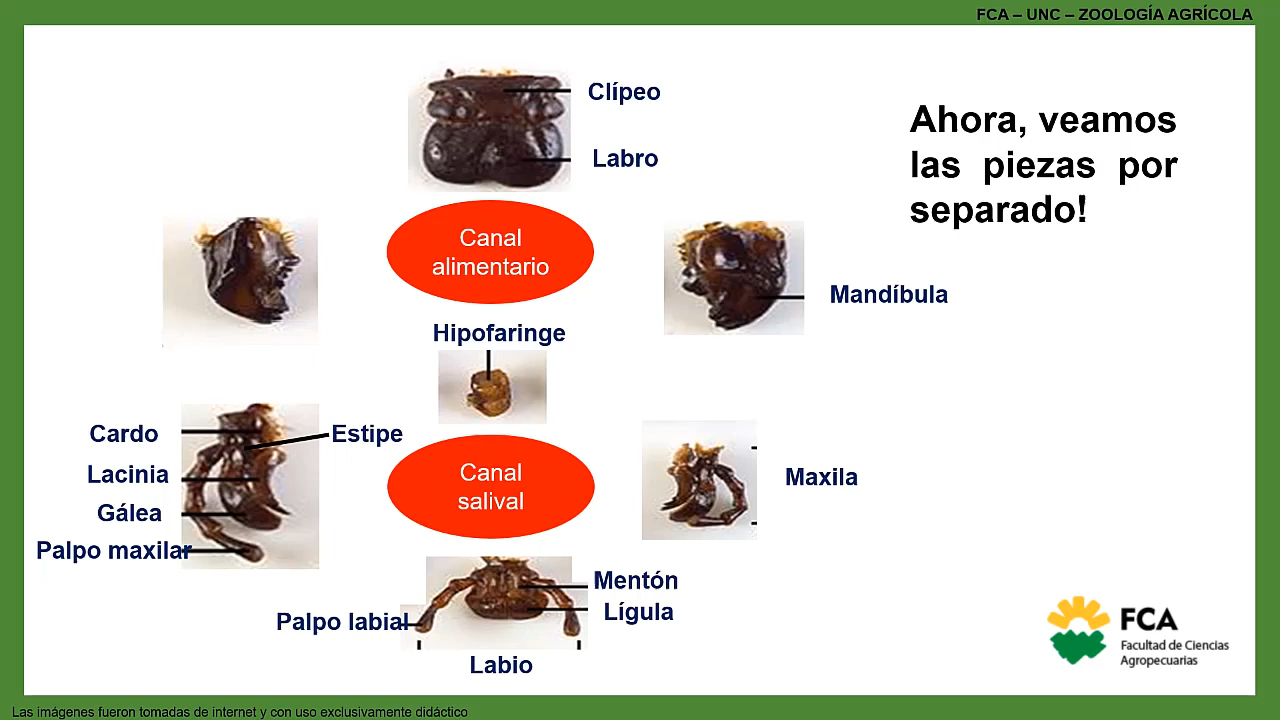 FCA – UNC – ZOOLOGÍA AGRÍCOLA
Clípeo
Labro
Ahora, veamos
las piezas por
separado!
Canal
alimentario
Mandíbula
Hipofaringe
Cardo
Estipe
Lacinia
Gálea
Palpo maxilar
Canal
salival
Maxila
Mentón
Lígula
Palpo labial
Labio
FCA
Facultad de Ciencias
Agropecuarias
Las imágenes fueron tomadas de internet y con uso exclusivamente didáctico